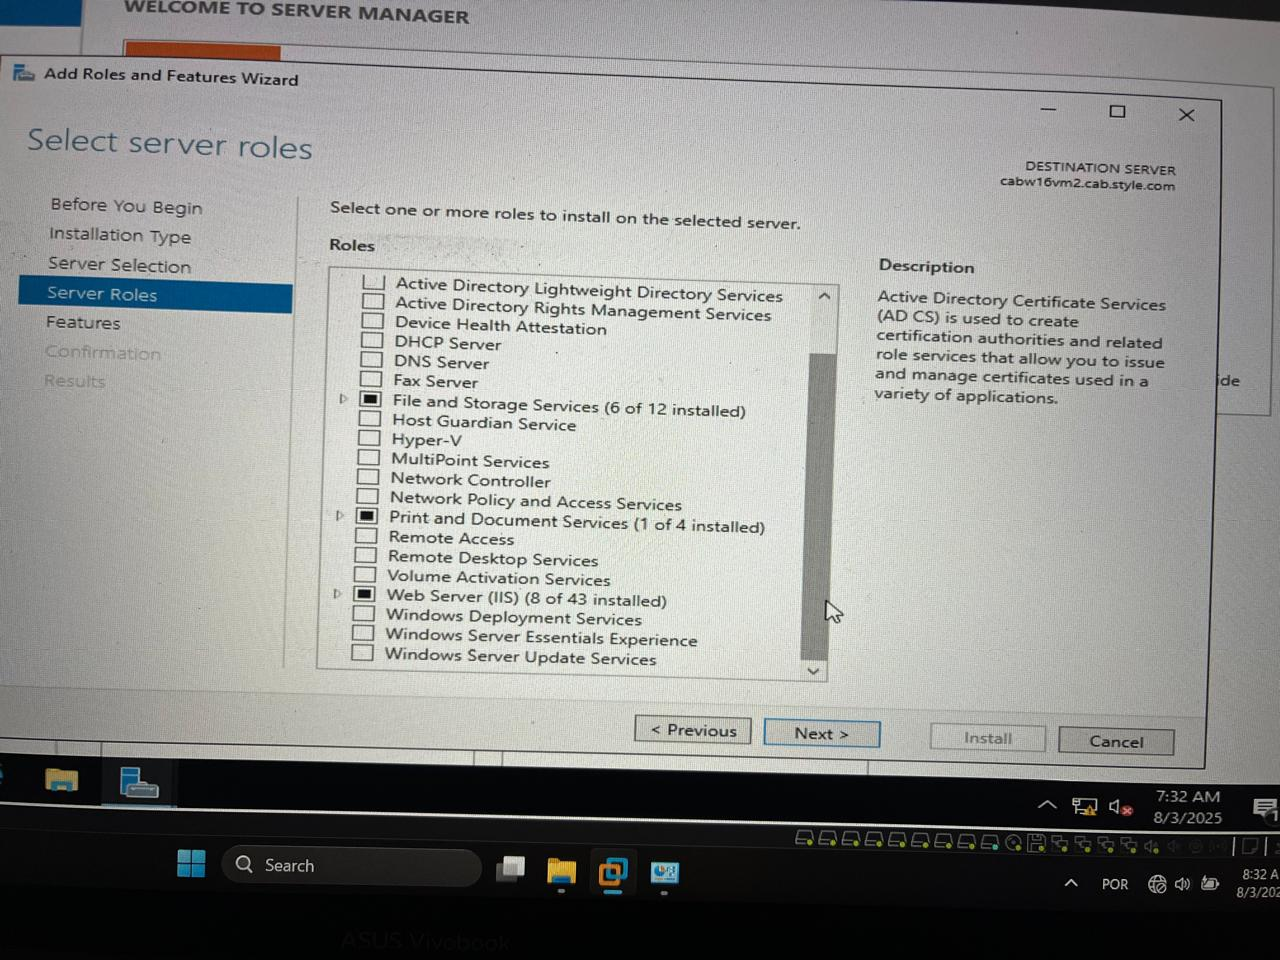 WELCOME TO SERVER MANAGER
Add Roles and Features Wizard
Select server roles
DESTINATION SERVER
cabw16vm2.cab.style.com
Before You Begin
Installation Type
Server Selection
Server Roles
Features
Confirmation
Results
Select one or more roles to install on the selected server.
Roles
Active Directory Lightweight Directory Services
Active Directory Rights Management Services
Device Health Attestation
DHCP Server
DNS Server
Fax Server
File and Storage Services (6 of 12 installed)
Host Guardian Service
Hyper-V
MultiPoint Services
Network Controller
Network Policy and Access Services
Print and Document Services (1 of 4 installed)
Remote Access
Remote Desktop Services
Volume Activation Services
Web Server (IIS) (8 of 43 installed)
Windows Deployment Services
Windows Server Essentials Experience
Windows Server Update Services
Description
Active Directory Certificate Services
(AD CS) is used to create
certification authorities and related
role services that allow you to issue
and manage certificates used in a
variety of applications.
ide
< Previous
Next >
Install
Cancel
7:32 AM
8/3/2025
Search
POR
8:32 A
8/3/202
ASUS Vivobook